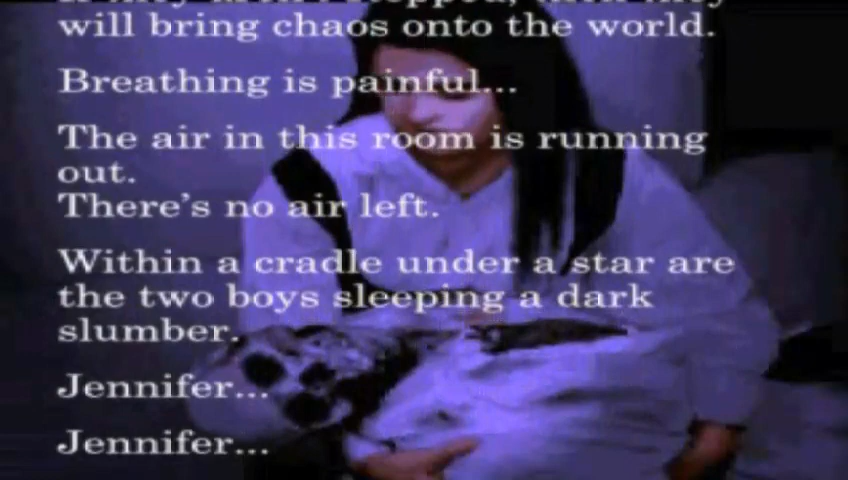 will bring chaos onto the world.
Breathing is painful...
The air in this room is running
out.
There's no air left.
Within a cradle under a star are
the two boys sleeping a dark
slumber.
Jennifer...
Jennifer...